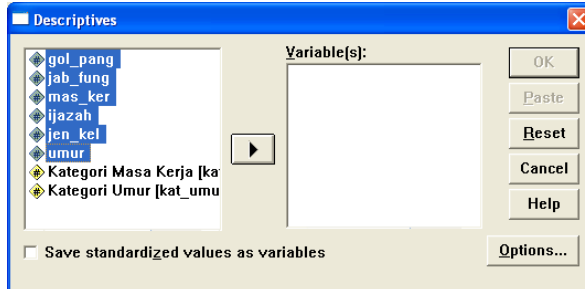 Descriptives
gol_pang
jab_fung
mas_ker
ijazah
jen_kel
umur
Kategori Masa Kerja [ka
Kategori Umur [kat_umu
Variable(s):
OK
Paste
Reset
Cancel
Help
Save standardized values as variables
Options...